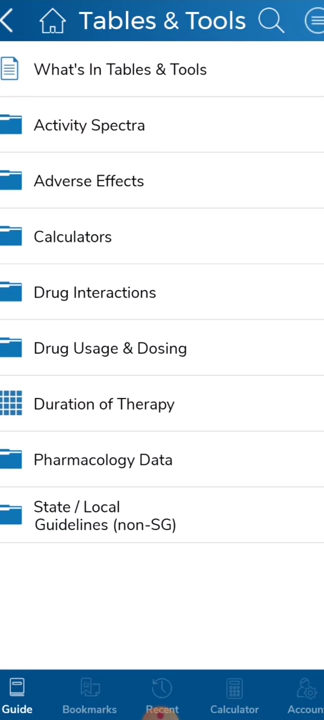 Tables & Tools
What's In Tables & Tools
Activity Spectra
Adverse Effects
Calculators
Drug Interactions
Drug Usage & Dosing
Duration of Therapy
Pharmacology Data
State / Local
Guidelines (non-SG)
Guide Bookmarks Recent Calculator Accoun